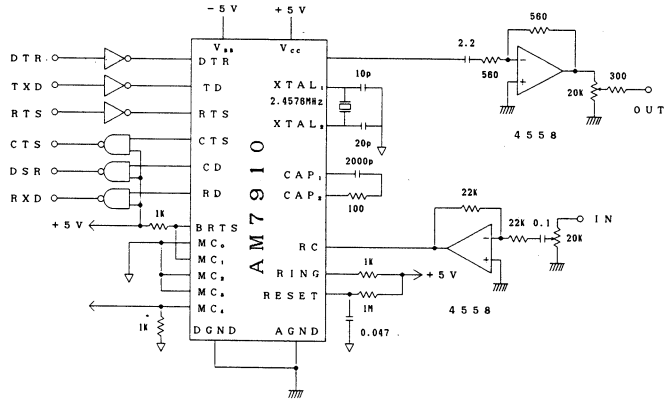 －5V
＋5V
V BB
V CC
DTR
DTR
TXD
TD
RTS
RTS
CTS
CTS
DSR
CD
RXD
RD
1K
＋5V
BRTS
MC0
MC1
MC2
MC3
MC4
1K
DGND
AGND
AM7910
XTAL1
2.4576MHz
XTAL2
10p
20p
CAP1
2000p
CAP2
100
RC
RING
1K
＋5V
RESET
1M
0.047
2.2
560
560
－
＋
4558
20K
300
OUT
22K
－
＋
22K
0.1
IN
20K
4558